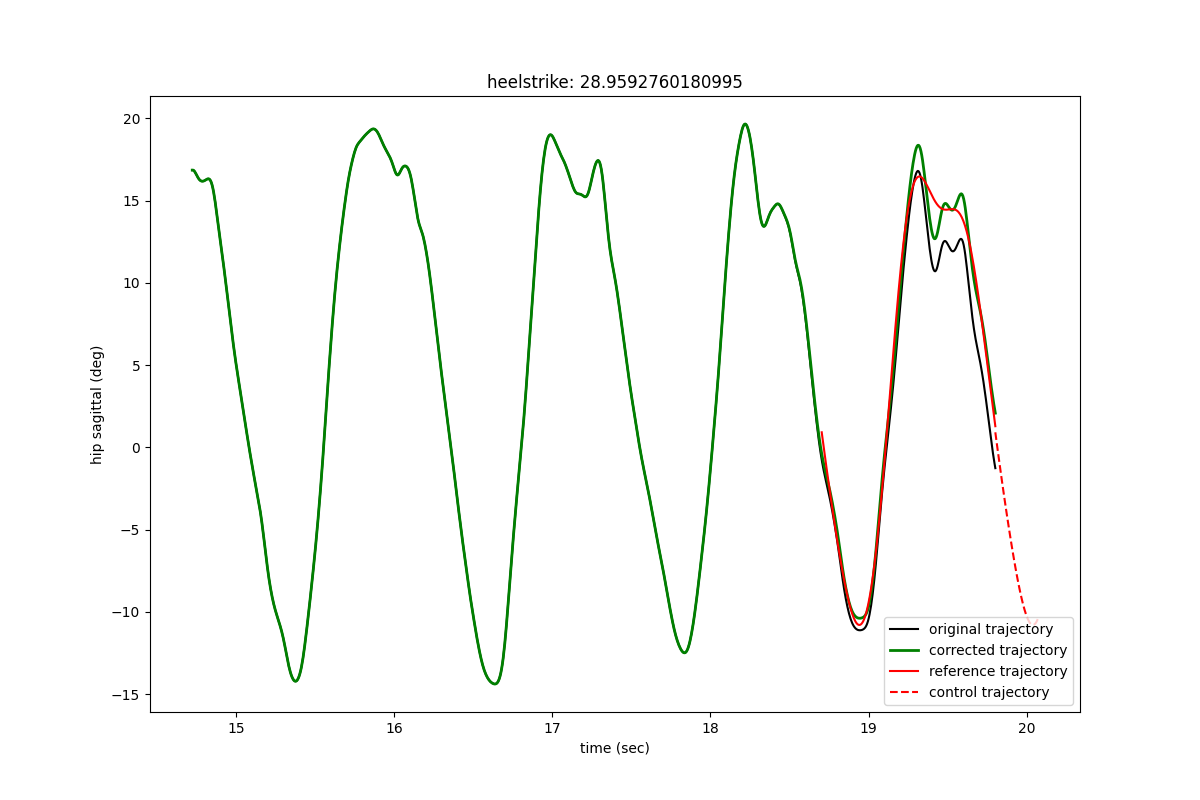 heelstrike: 28.9592760180995
20
15
10
5
0
−5
−10
−15
hip sagittal (deg)
15
16
17
18
19
20
time (sec)
original trajectory
corrected trajectory
reference trajectory
control trajectory